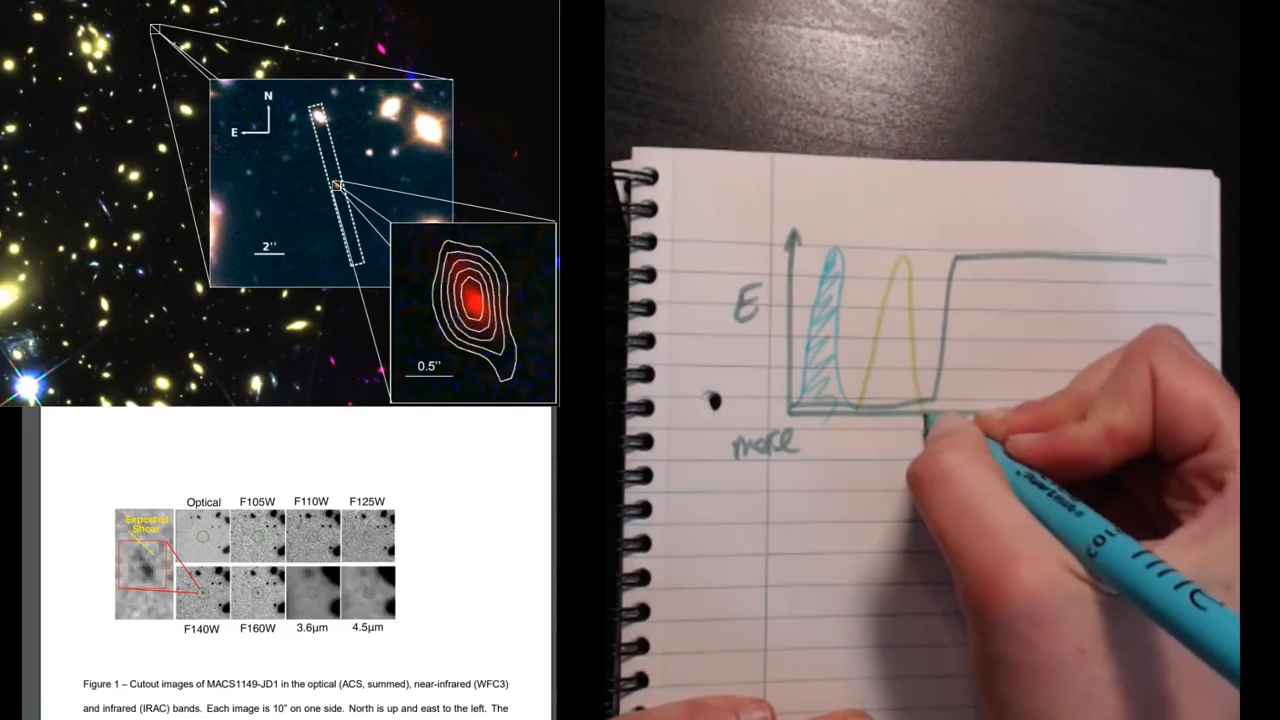 N
E
2''
0.5''
Optical F105W F110W F125W
Expected
Shear
F140W F160W 3.6μm 4.5μm
Figure 1 – Cutout images of MACS1149-JD1 in the optical (ACS, summed), near-infrared (WFC3)
and infrared (IRAC) bands. Each image is 10" on one side. North is up and east to the left. The
E
more